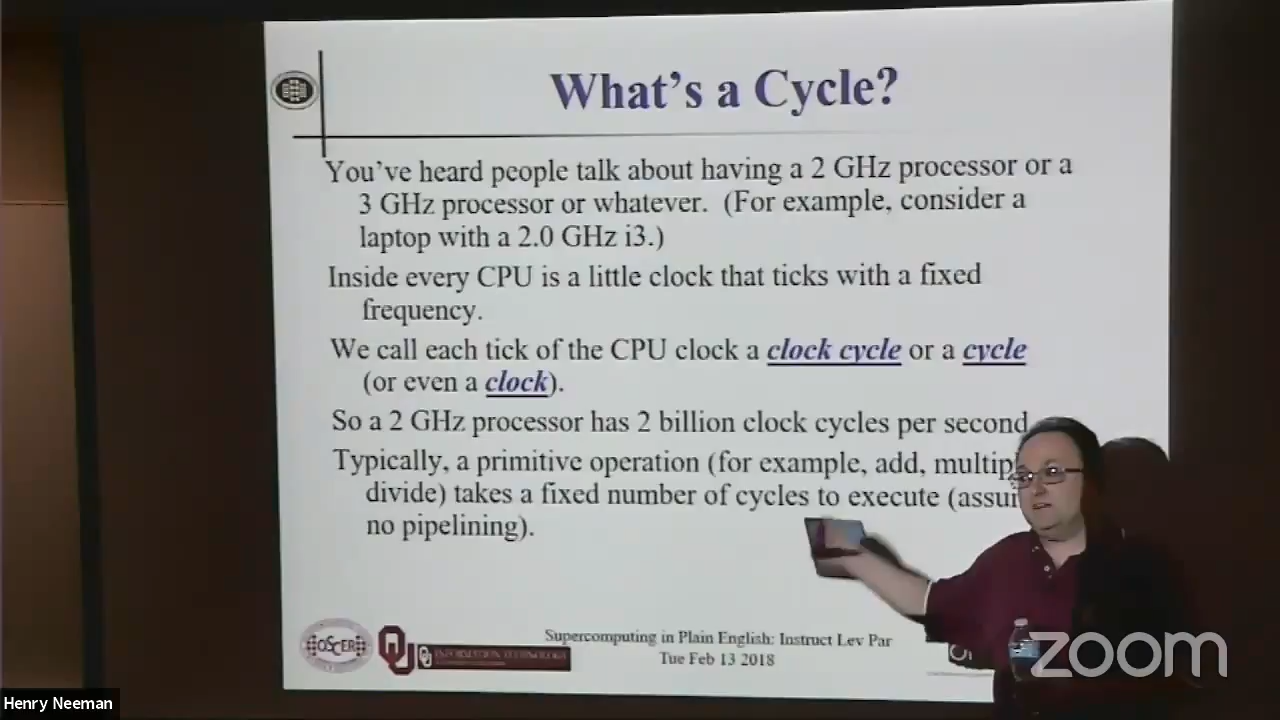 What's a Cycle?
You've heard people talk about having a 2 GHz processor or a
3 GHz processor or whatever. (For example, consider a
laptop with a 2.0 GHz i3.)
Inside every CPU is a little clock that ticks with a fixed
frequency.
We call each tick of the CPU clock a clock cycle or a cycle
(or even a clock).
So a 2 GHz processor has 2 billion clock cycles per second
Typically, a primitive operation (for example, add, multip
divide) takes a fixed number of cycles to execute (assu
no pipelining).
OSCER
INFORMATION TECHNOLOGY
Supercomputing in Plain English: Instruct Lev Par
Tue Feb 13 2018
zoom
Henry Neeman